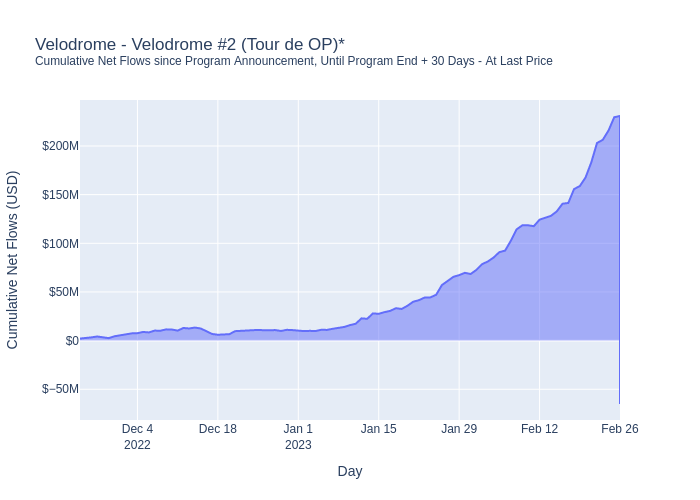 Velodrome - Velodrome #2 (Tour de OP)*
Cumulative Net Flows since Program Announcement, Until Program End + 30 Days - At Last Price
Cumulative Net Flows (USD)
$200M
$150M
$100M
$50M
$0
$−50M
Dec 4
2022
Dec 18
Jan 1
2023
Jan 15
Jan 29
Feb 12
Feb 26
Day